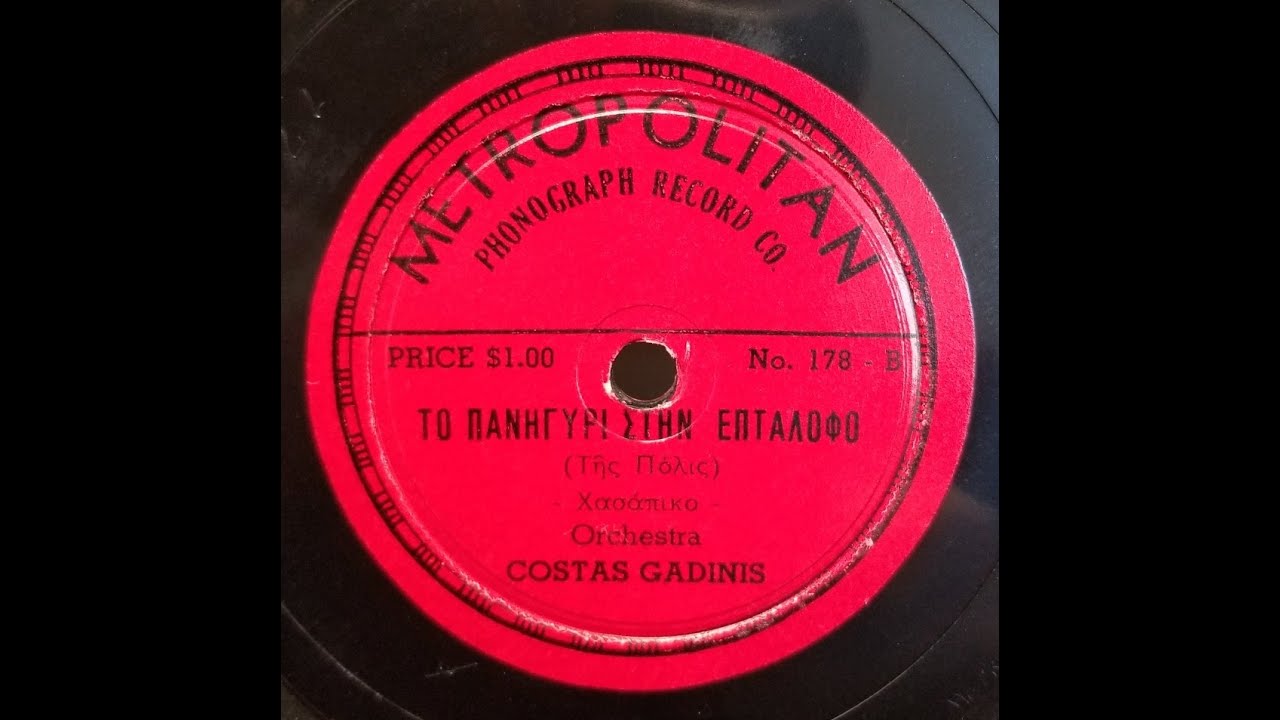 METROPOLITAN
PHONOGRAPH RECORD CO.
PRICE $1.00 No. 178 - B
ΤΟ ΠΑΝΗΓΥΡΙ ΣΤΗΝ ΕΠΤΑΛΟΦΟ
(Τῆς Πόλις)
- Χασάπικο -
Orchestra
COSTAS GADINIS